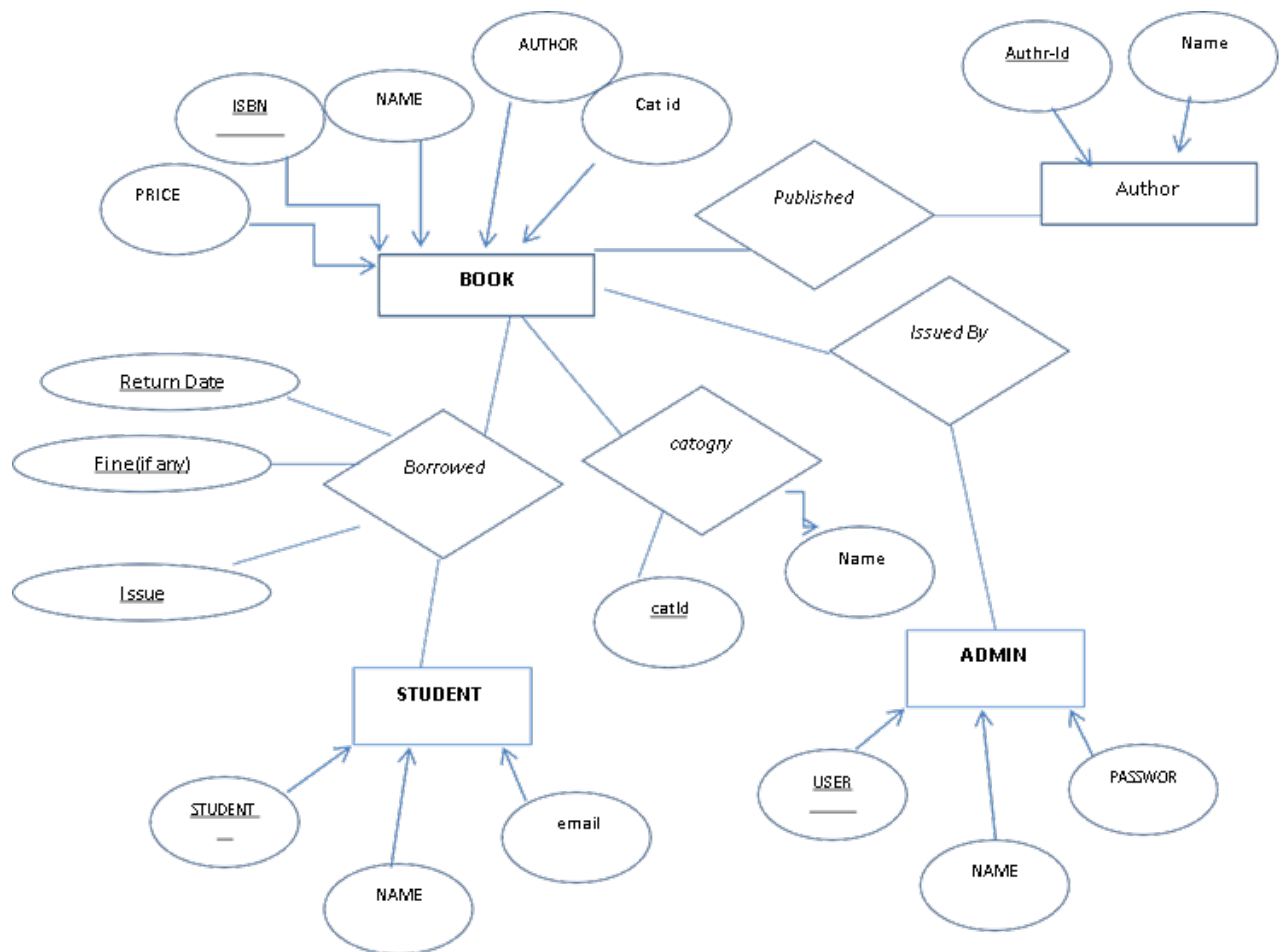 AUTHOR
Authr-Id
Name
ISBN
NAME
Cat id
PRICE
Published
Author
BOOK
Issued By
Return Date
Fine(if any)
Borrowed
catogry
Issue
Name
catId
ADMIN
STUDENT
USER
PASSWOR
STUDENT
email
NAME
NAME